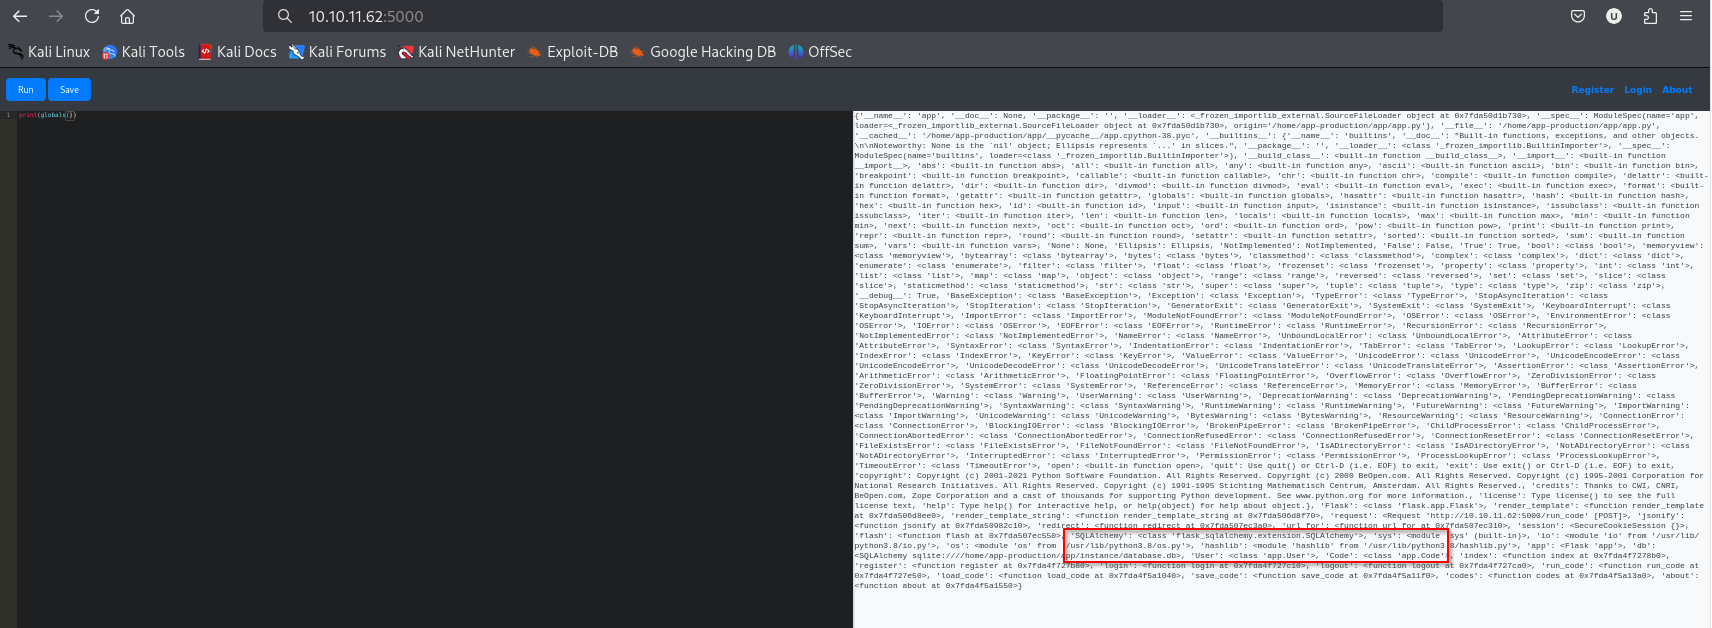 10.10.11.62:5000
U
Kali Linux Kali Tools Kali Docs Kali Forums Kali NetHunter Exploit-DB Google Hacking DB OffSec
Run Save Register Login About
1 print(globals())
{'__name__': 'app', '__doc__': None, '__package__': '', '__loader__': <_frozen_importlib_external.SourceFileLoader object at 0x7fda50d1b730>, '__spec__': ModuleSpec(name='app',
loader=<_frozen_importlib_external.SourceFileLoader object at 0x7fda50d1b730>, origin='/home/app-production/app/app.py'), '__file__': '/home/app-production/app/app.py',
'__cached__': '/home/app-production/app/__pycache__/app.cpython-38.pyc', '__builtins__': {'__name__': 'builtins', '__doc__': "Built-in functions, exceptions, and other objects.
\n\nNoteworthy: None is the `nil' object; Ellipsis represents `...' in slices.", '__package__': '', '__loader__': <class '_frozen_importlib.BuiltinImporter'>, '__spec__':
ModuleSpec(name='builtins', loader=<class '_frozen_importlib.BuiltinImporter'>), '__build_class__': <built-in function __build_class__>, '__import__': <built-in function
__import__>, 'abs': <built-in function abs>, 'all': <built-in function all>, 'any': <built-in function any>, 'ascii': <built-in function ascii>, 'bin': <built-in function bin>,
'breakpoint': <built-in function breakpoint>, 'callable': <built-in function callable>, 'chr': <built-in function chr>, 'compile': <built-in function compile>, 'delattr': <built-
in function delattr>, 'dir': <built-in function dir>, 'divmod': <built-in function divmod>, 'eval': <built-in function eval>, 'exec': <built-in function exec>, 'format': <built-
in function format>, 'getattr': <built-in function getattr>, 'globals': <built-in function globals>, 'hasattr': <built-in function hasattr>, 'hash': <built-in function hash>,
'hex': <built-in function hex>, 'id': <built-in function id>, 'input': <built-in function input>, 'isinstance': <built-in function isinstance>, 'issubclass': <built-in function
issubclass>, 'iter': <built-in function iter>, 'len': <built-in function len>, 'locals': <built-in function locals>, 'max': <built-in function max>, 'min': <built-in function
min>, 'next': <built-in function next>, 'oct': <built-in function oct>, 'ord': <built-in function ord>, 'pow': <built-in function pow>, 'print': <built-in function print>,
'repr': <built-in function repr>, 'round': <built-in function round>, 'setattr': <built-in function setattr>, 'sorted': <built-in function sorted>, 'sum': <built-in function
sum>, 'vars': <built-in function vars>, 'None': None, 'Ellipsis': Ellipsis, 'NotImplemented': NotImplemented, 'False': False, 'True': True, 'bool': <class 'bool'>, 'memoryview':
<class 'memoryview'>, 'bytearray': <class 'bytearray'>, 'bytes': <class 'bytes'>, 'classmethod': <class 'classmethod'>, 'complex': <class 'complex'>, 'dict': <class 'dict'>,
'enumerate': <class 'enumerate'>, 'filter': <class 'filter'>, 'float': <class 'float'>, 'frozenset': <class 'frozenset'>, 'property': <class 'property'>, 'int': <class 'int'>,
'list': <class 'list'>, 'map': <class 'map'>, 'object': <class 'object'>, 'range': <class 'range'>, 'reversed': <class 'reversed'>, 'set': <class 'set'>, 'slice': <class
'slice'>, 'staticmethod': <class 'staticmethod'>, 'str': <class 'str'>, 'super': <class 'super'>, 'tuple': <class 'tuple'>, 'type': <class 'type'>, 'zip': <class 'zip'>,
'__debug__': True, 'BaseException': <class 'BaseException'>, 'Exception': <class 'Exception'>, 'TypeError': <class 'TypeError'>, 'StopAsyncIteration': <class
'StopAsyncIteration'>, 'StopIteration': <class 'StopIteration'>, 'GeneratorExit': <class 'GeneratorExit'>, 'SystemExit': <class 'SystemExit'>, 'KeyboardInterrupt': <class
'KeyboardInterrupt'>, 'ImportError': <class 'ImportError'>, 'ModuleNotFoundError': <class 'ModuleNotFoundError'>, 'OSError': <class 'OSError'>, 'EnvironmentError': <class
'OSError'>, 'IOError': <class 'OSError'>, 'EOFError': <class 'EOFError'>, 'RuntimeError': <class 'RuntimeError'>, 'RecursionError': <class 'RecursionError'>,
'NotImplementedError': <class 'NotImplementedError'>, 'NameError': <class 'NameError'>, 'UnboundLocalError': <class 'UnboundLocalError'>, 'AttributeError': <class
'AttributeError'>, 'SyntaxError': <class 'SyntaxError'>, 'IndentationError': <class 'IndentationError'>, 'TabError': <class 'TabError'>, 'LookupError': <class 'LookupError'>,
'IndexError': <class 'IndexError'>, 'KeyError': <class 'KeyError'>, 'ValueError': <class 'ValueError'>, 'UnicodeError': <class 'UnicodeError'>, 'UnicodeEncodeError': <class
'UnicodeEncodeError'>, 'UnicodeDecodeError': <class 'UnicodeDecodeError'>, 'UnicodeTranslateError': <class 'UnicodeTranslateError'>, 'AssertionError': <class 'AssertionError'>,
'ArithmeticError': <class 'ArithmeticError'>, 'FloatingPointError': <class 'FloatingPointError'>, 'OverflowError': <class 'OverflowError'>, 'ZeroDivisionError': <class
'ZeroDivisionError'>, 'SystemError': <class 'SystemError'>, 'ReferenceError': <class 'ReferenceError'>, 'MemoryError': <class 'MemoryError'>, 'BufferError': <class
'BufferError'>, 'Warning': <class 'Warning'>, 'UserWarning': <class 'UserWarning'>, 'DeprecationWarning': <class 'DeprecationWarning'>, 'PendingDeprecationWarning': <class
'PendingDeprecationWarning'>, 'SyntaxWarning': <class 'SyntaxWarning'>, 'RuntimeWarning': <class 'RuntimeWarning'>, 'FutureWarning': <class 'FutureWarning'>, 'ImportWarning':
<class 'ImportWarning'>, 'UnicodeWarning': <class 'UnicodeWarning'>, 'BytesWarning': <class 'BytesWarning'>, 'ResourceWarning': <class 'ResourceWarning'>, 'ConnectionError':
<class 'ConnectionError'>, 'BlockingIOError': <class 'BlockingIOError'>, 'BrokenPipeError': <class 'BrokenPipeError'>, 'ChildProcessError': <class 'ChildProcessError'>,
'ConnectionAbortedError': <class 'ConnectionAbortedError'>, 'ConnectionRefusedError': <class 'ConnectionRefusedError'>, 'ConnectionResetError': <class 'ConnectionResetError'>,
'FileExistsError': <class 'FileExistsError'>, 'FileNotFoundError': <class 'FileNotFoundError'>, 'IsADirectoryError': <class 'IsADirectoryError'>, 'NotADirectoryError': <class
'NotADirectoryError'>, 'InterruptedError': <class 'InterruptedError'>, 'PermissionError': <class 'PermissionError'>, 'ProcessLookupError': <class 'ProcessLookupError'>,
'TimeoutError': <class 'TimeoutError'>, 'open': <built-in function open>, 'quit': Use quit() or Ctrl-D (i.e. EOF) to exit, 'exit': Use exit() or Ctrl-D (i.e. EOF) to exit,
'copyright': Copyright (c) 2001-2021 Python Software Foundation. All Rights Reserved. Copyright (c) 2000 BeOpen.com. All Rights Reserved. Copyright (c) 1995-2001 Corporation for
National Research Initiatives. All Rights Reserved. Copyright (c) 1991-1995 Stichting Mathematisch Centrum, Amsterdam. All Rights Reserved., 'credits': Thanks to CWI, CNRI,
BeOpen.com, Zope Corporation and a cast of thousands for supporting Python development. See www.python.org for more information., 'license': Type license() to see the full
license text, 'help': Type help() for interactive help, or help(object) for help about object.}, 'Flask': <class 'flask.app.Flask'>, 'render_template': <function render_template
at 0x7fda506d8ee0>, 'render_template_string': <function render_template_string at 0x7fda506d8f70>, 'request': <Request 'http://10.10.11.62:5000/run_code' [POST]>, 'jsonify':
<function jsonify at 0x7fda50982c10>, 'redirect': <function redirect at 0x7fda507ec3a0>, 'url_for': <function url_for at 0x7fda507ec310>, 'session': <SecureCookieSession {}>,
'flash': <function flash at 0x7fda507ec550>, 'SQLAlchemy': <class 'flask_sqlalchemy.extension.SQLAlchemy'>, 'sys': <module 'sys' (built-in)>, 'io': <module 'io' from '/usr/lib/
python3.8/io.py'>, 'os': <module 'os' from '/usr/lib/python3.8/os.py'>, 'hashlib': <module 'hashlib' from '/usr/lib/python3.8/hashlib.py'>, 'app': <Flask 'app'>, 'db':
<SQLAlchemy sqlite:////home/app-production/app/instance/database.db>, 'User': <class 'app.User'>, 'Code': <class 'app.Code'>, 'index': <function index at 0x7fda4f7278b0>,
'register': <function register at 0x7fda4f727b80>, 'login': <function login at 0x7fda4f727c10>, 'logout': <function logout at 0x7fda4f727ca0>, 'run_code': <function run_code at
0x7fda4f727e50>, 'load_code': <function load_code at 0x7fda4f5a1040>, 'save_code': <function save_code at 0x7fda4f5a11f0>, 'codes': <function codes at 0x7fda4f5a13a0>, 'about':
<function about at 0x7fda4f5a1550>}